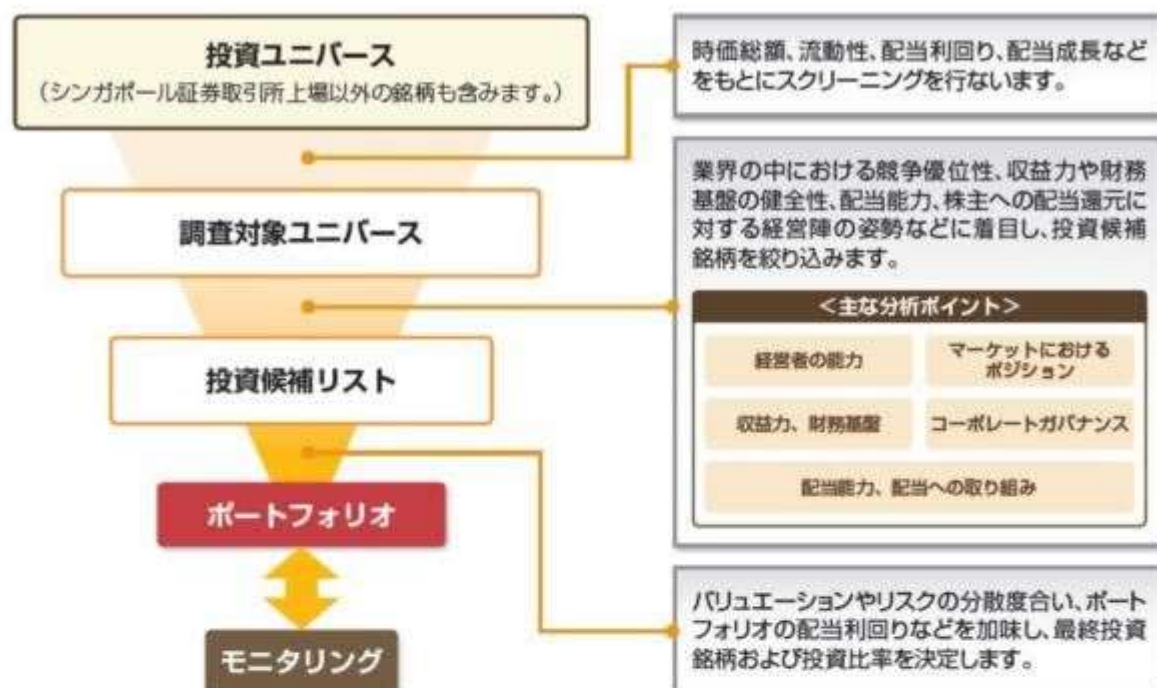 投資ユニバース
（シンガポール証券取引所上場以外の銘柄も含みます。）
時価総額、流動性、配当利回り、配当成長など
をもとにスクリーニングを行ないます。
調査対象ユニバース
業界の中における競争優位性、収益力や財務
基盤の健全性、配当能力、株主への配当還元に
対する経営陣の姿勢などに着目し、投資候補
銘柄を絞り込みます。
＜主な分析ポイント＞
経営者の能力
マーケットにおける
ポジション
収益力、財務基盤
コーポレートガバナンス
配当能力、配当への取り組み
投資候補リスト
ポートフォリオ
バリュエーションやリスクの分散度合い、ポート
フォリオの配当利回りなどを加味し、最終投資
銘柄および投資比率を決定します。
モニタリング